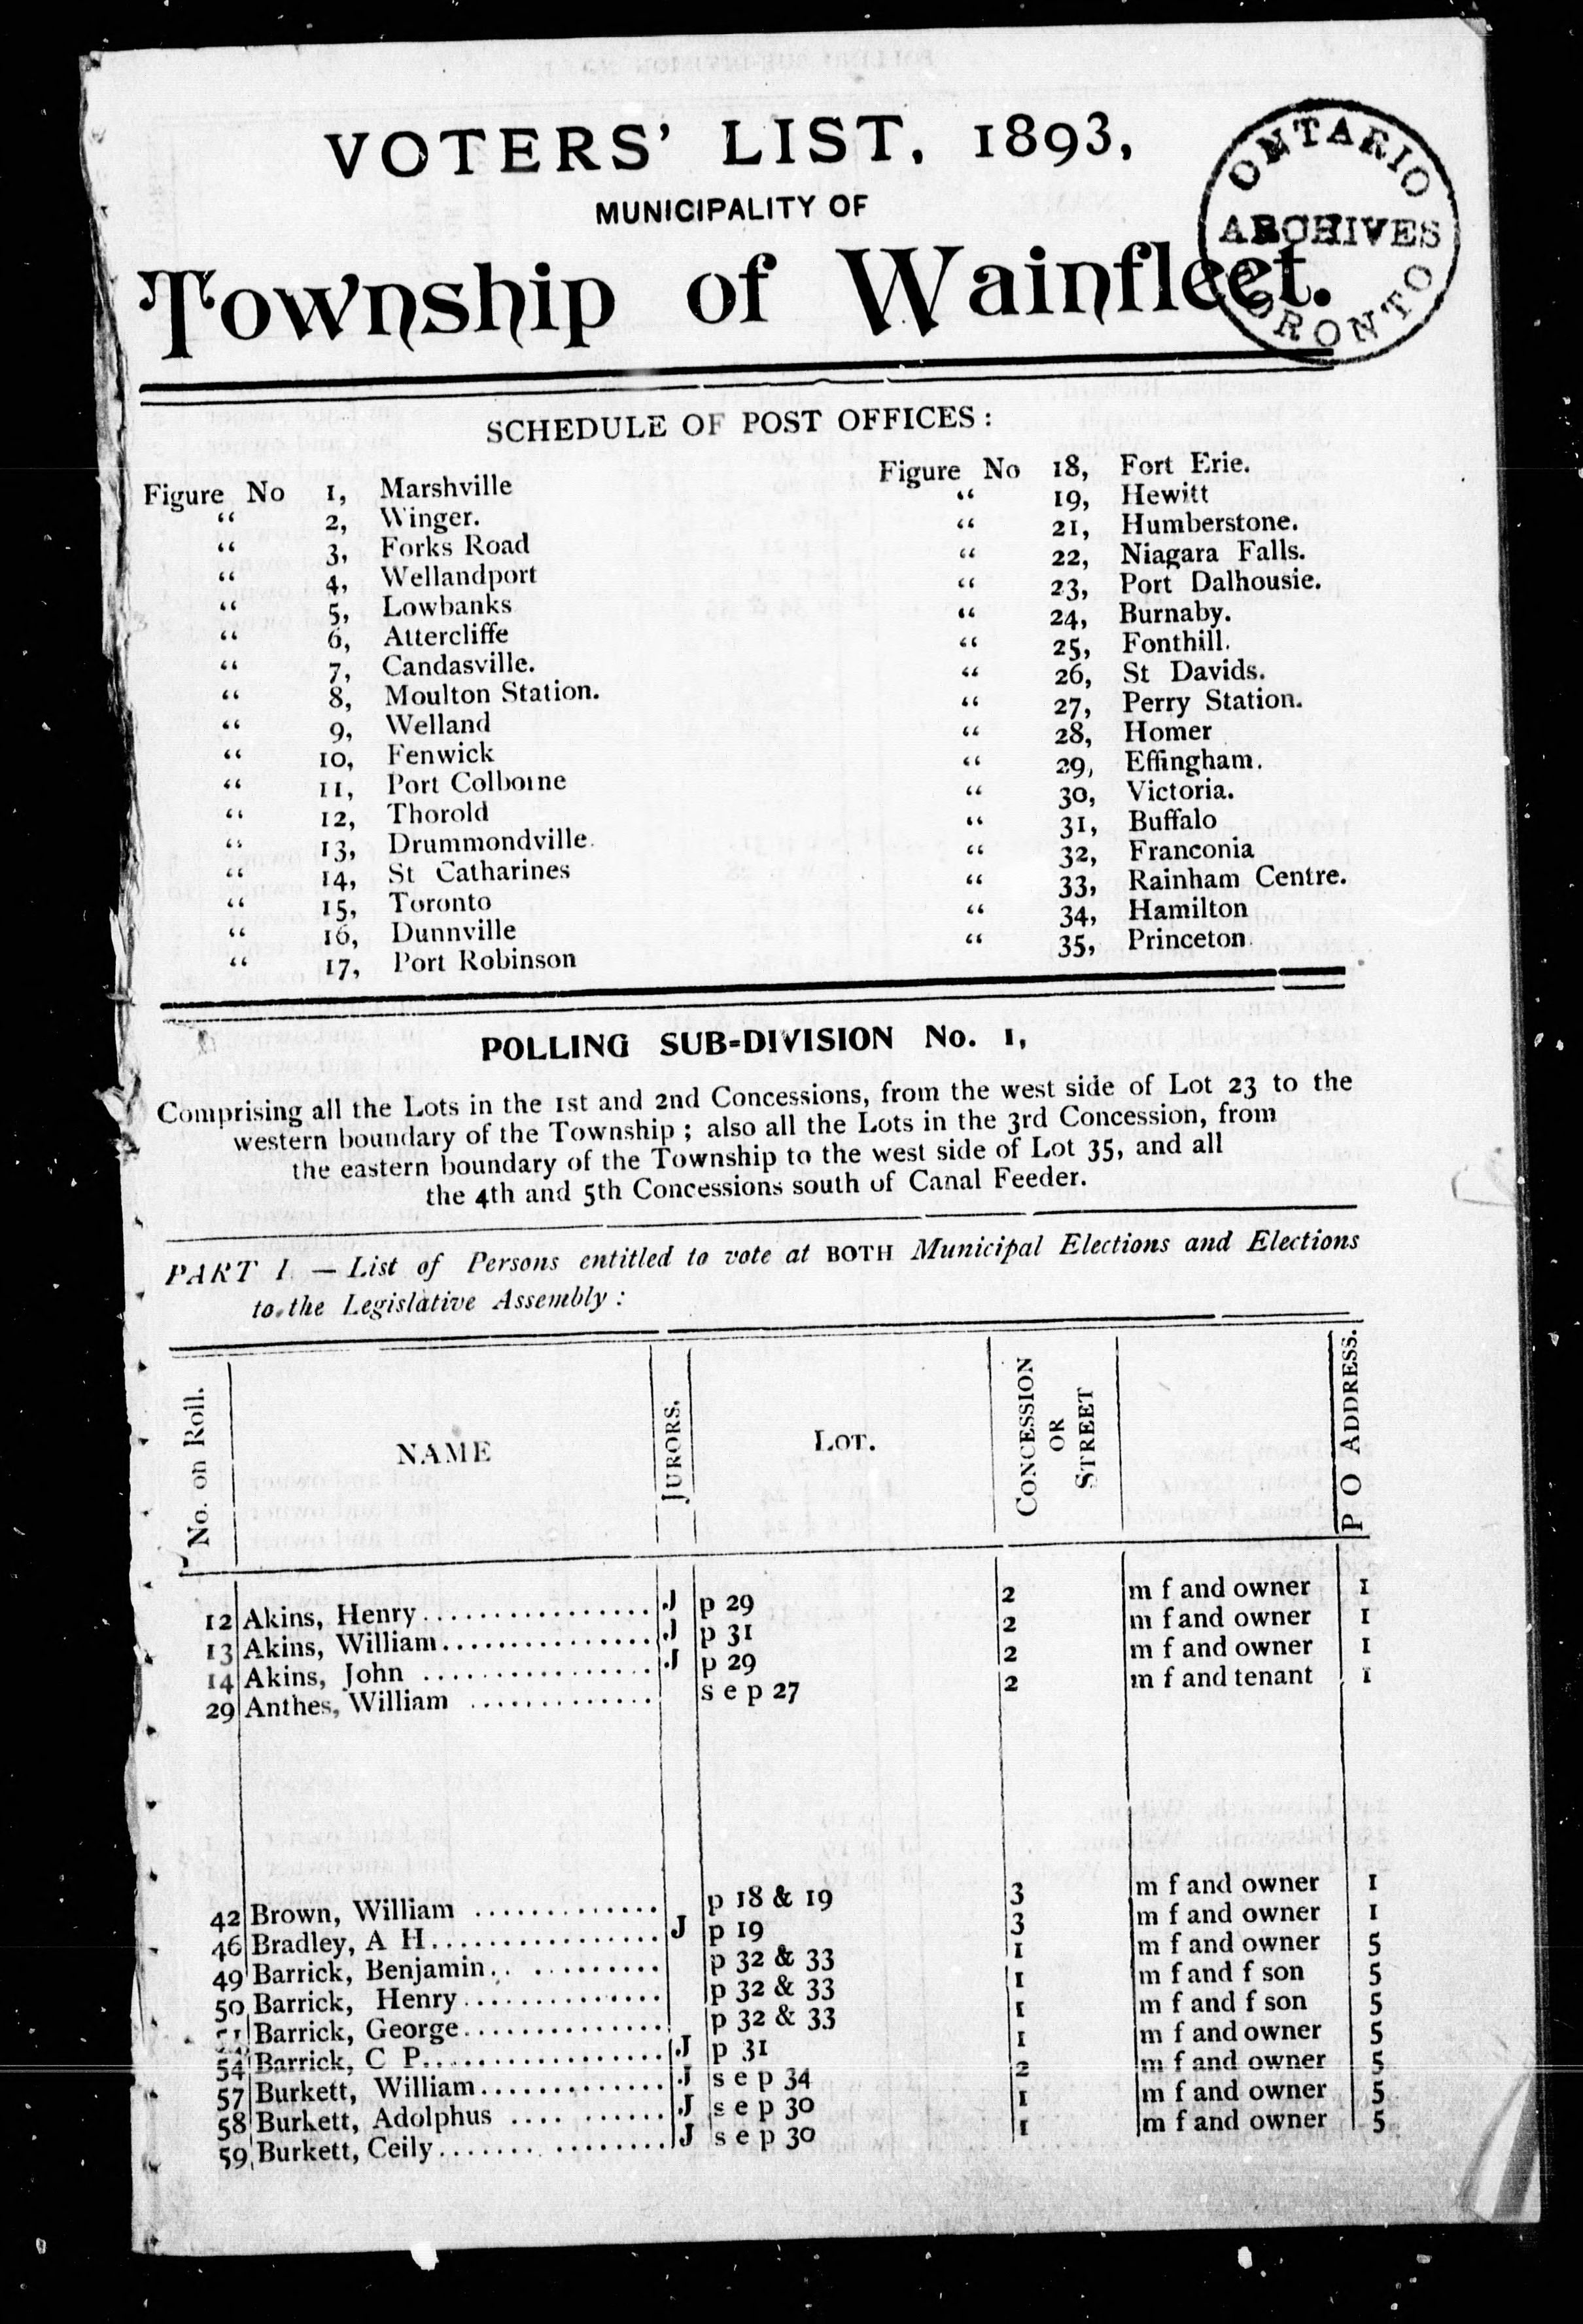 VOTERS' LIST, 1893,
MUNICIPALITY OF
Township of Wainfleet.
ONTARIO
ARCHIVES
TORONTO
SCHEDULE OF POST OFFICES :
Figure No 1, Marshville
“ 2, Winger.
“ 3, Forks Road
“ 4, Wellandport
“ 5, Lowbanks
“ 6, Attercliffe
“ 7, Candasville.
“ 8, Moulton Station.
“ 9, Welland
“ 10, Fenwick
“ 11, Port Colborne
“ 12, Thorold
“ 13, Drummondville.
“ 14, St Catharines
“ 15, Toronto
“ 16, Dunnville
“ 17, Port Robinson
Figure No 18, Fort Erie.
“ 19, Hewitt
“ 21, Humberstone.
“ 22, Niagara Falls.
“ 23, Port Dalhousie.
“ 24, Burnaby.
“ 25, Fonthill.
“ 26, St Davids.
“ 27, Perry Station.
“ 28, Homer
“ 29, Effingham.
“ 30, Victoria.
“ 31, Buffalo
“ 32, Franconia
“ 33, Rainham Centre.
“ 34, Hamilton
“ 35, Princeton.
POLLING SUB-DIVISION No. 1,
Comprising all the Lots in the 1st and 2nd Concessions, from the west side of Lot 23 to the
western boundary of the Township ; also all the Lots in the 3rd Concession, from
the eastern boundary of the Township to the west side of Lot 35, and all
the 4th and 5th Concessions south of Canal Feeder.
PART I. — List of Persons entitled to vote at BOTH Municipal Elections and Elections
to the Legislative Assembly :
No. on Roll. NAME JURORS. LOT. CONCESSION OR STREET P O ADDRESS.
12 Akins, Henry.................. J p 29 2 m f and owner 1
13 Akins, William................ J p 31 2 m f and owner 1
14 Akins, John .................. J p 29 2 m f and owner 1
29 Anthes, William .............. s e p 27 2 m f and tenant 1
42 Brown, William .............. p 18 & 19 3 m f and owner 1
46 Bradley, A H................. J p 19 3 m f and owner 1
49 Barrick, Benjamin.. .......... p 32 & 33 1 m f and owner 5
50 Barrick, Henry............... p 32 & 33 1 m f and f son 5
51 Barrick, George............... p 32 & 33 1 m f and f son 5
54 Barrick, C P.................. J p 31 1 m f and owner 5
57 Burkett, William.............. J s e p 34 2 m f and owner 5
58 Burkett, Adolphus .... ...... J s e p 30 1 m f and owner 5
59 Burkett, Ceily....... ........ J s e p 30 1 m f and owner 5